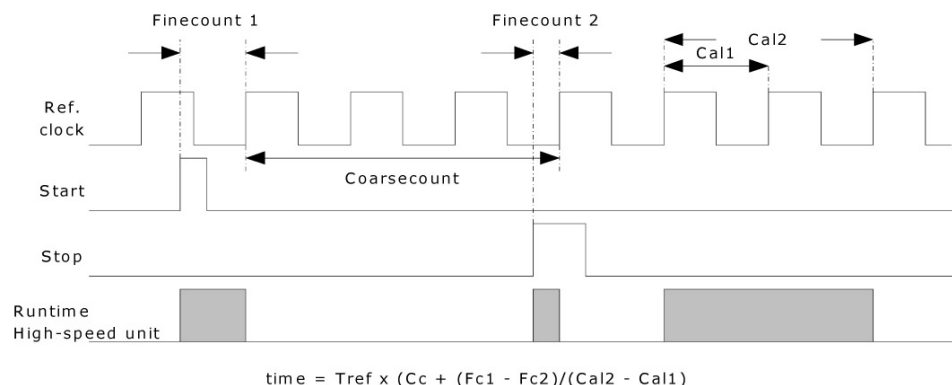 Finecount 1
Finecount 2
Cal2
Cal1
Ref.
clock
Coarsecount
Start
Stop
Runtime
High-speed unit
time = Tref x (Cc + (Fc1 - Fc2)/(Cal2 - Cal1)